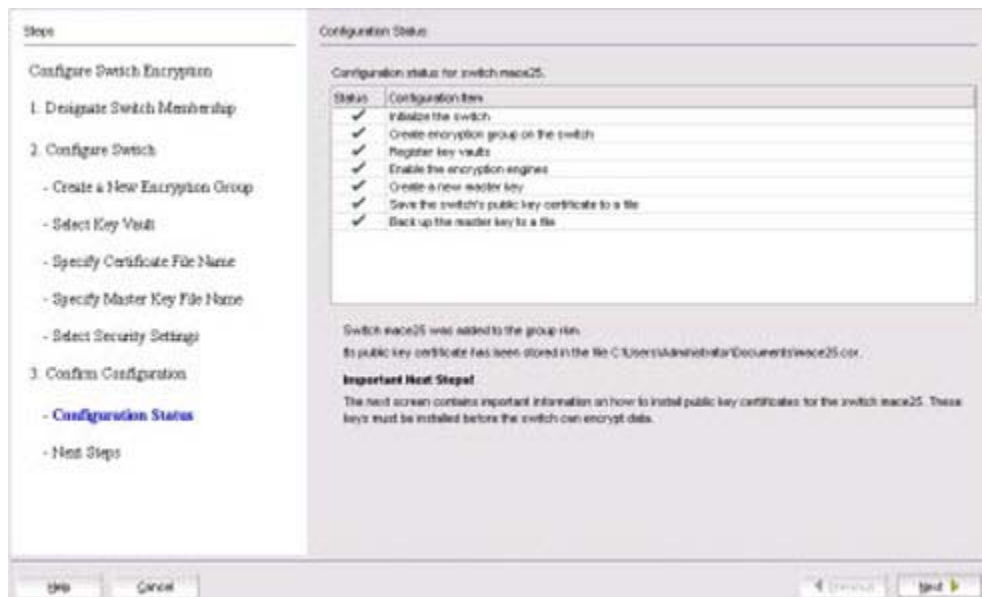 Steps
Configure Switch Encryption
1. Designate Switch Membership
2. Configure Switch
- Create a New Encryption Group
- Select Key Vault
- Specify Certificate File Name
- Specify Master Key File Name
- Select Security Settings
3. Confirm Configuration
- Configuration Status
- Next Steps
Configuration Status
Configuration status for switch mace25.
Status Configuration Item
✓ Initialize the switch
✓ Create encryption group on the switch
✓ Register key vaults
✓ Enable the encryption engines
✓ Create a new master key
✓ Save the switch's public key certificate to a file
✓ Back up the master key to a file
Switch mace25 was added to the group
Its public key certificate has been stored in the file C:\Users\Administrator\Documents\mace25.cer.
Important Next Steps!
The next screen contains important information on how to install public key certificates for the switch mace25. These
keys must be installed before the switch can encrypt data.
Help Cancel Previous Next